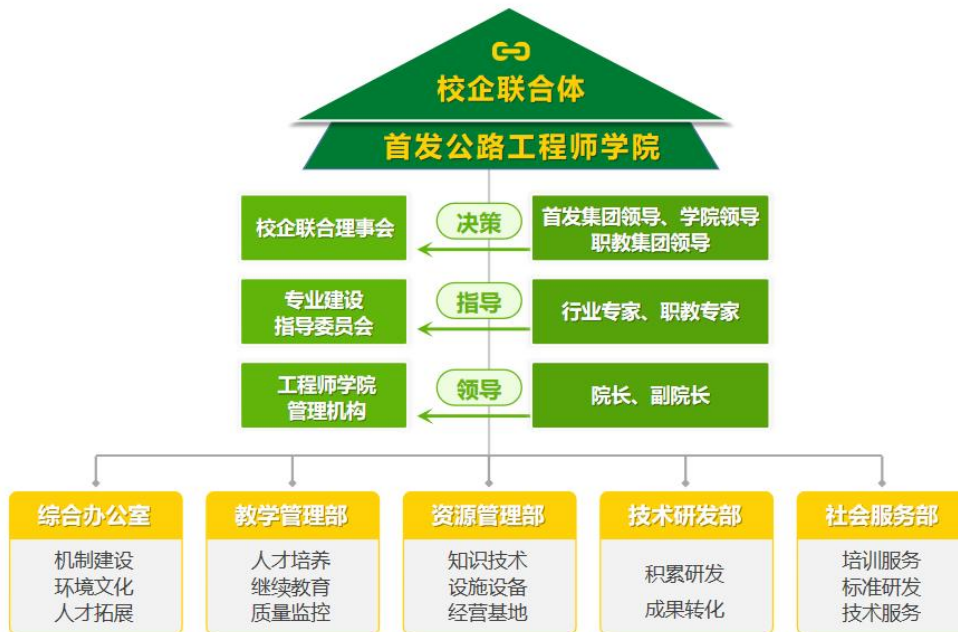 校企联合体
首发公路工程师学院
校企联合理事会
决策
首发集团领导、学院领导
职教集团领导
专业建设
指导委员会
指导
行业专家、职教专家
工程师学院
管理机构
领导
院长、副院长
综合办公室
机制建设
环境文化
人才拓展
教学管理部
人才培养
继续教育
质量监控
资源管理部
知识技术
设施设备
经营基地
技术研发部
积累研发
成果转化
社会服务部
培训服务
标准研发
技术服务